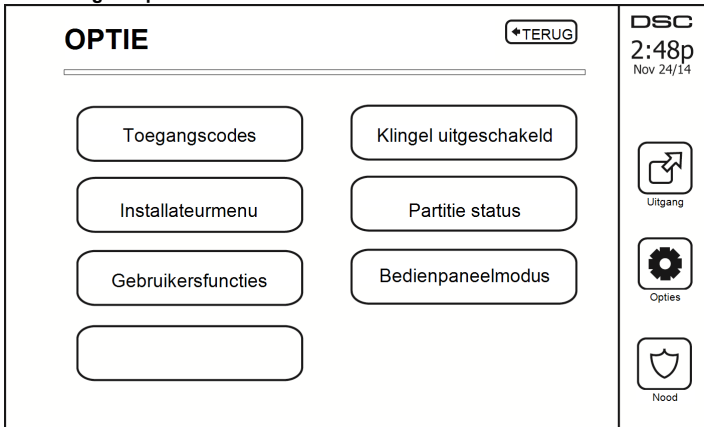 OPTIE
TERUG
DSC
2:48p
Nov 24/14
Toegangscodes
Klingel uitgeschakeld
Installateurmenu
Partitie status
Gebruikersfuncties
Bedienpaneelmodus
Uitgang
Opties
Nood